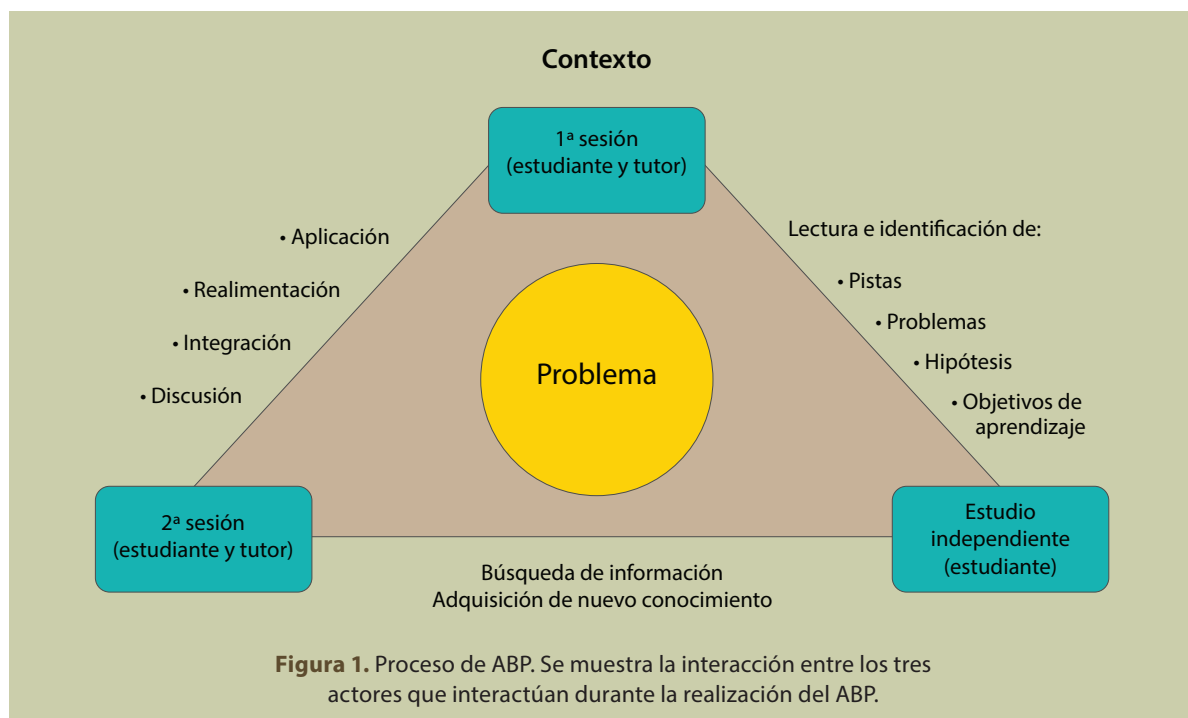 Contexto
1ª sesión
(estudiante y tutor)
Lectura e identificación de:
• Pistas
• Problemas
• Hipótesis
• Objetivos de
aprendizaje
• Aplicación
• Realimentación
• Integración
• Discusión
Problema
2ª sesión
(estudiante y tutor)
Estudio
independiente
(estudiante)
Búsqueda de información
Adquisición de nuevo conocimiento
Figura 1. Proceso de ABP. Se muestra la interacción entre los tres
actores que interactúan durante la realización del ABP.